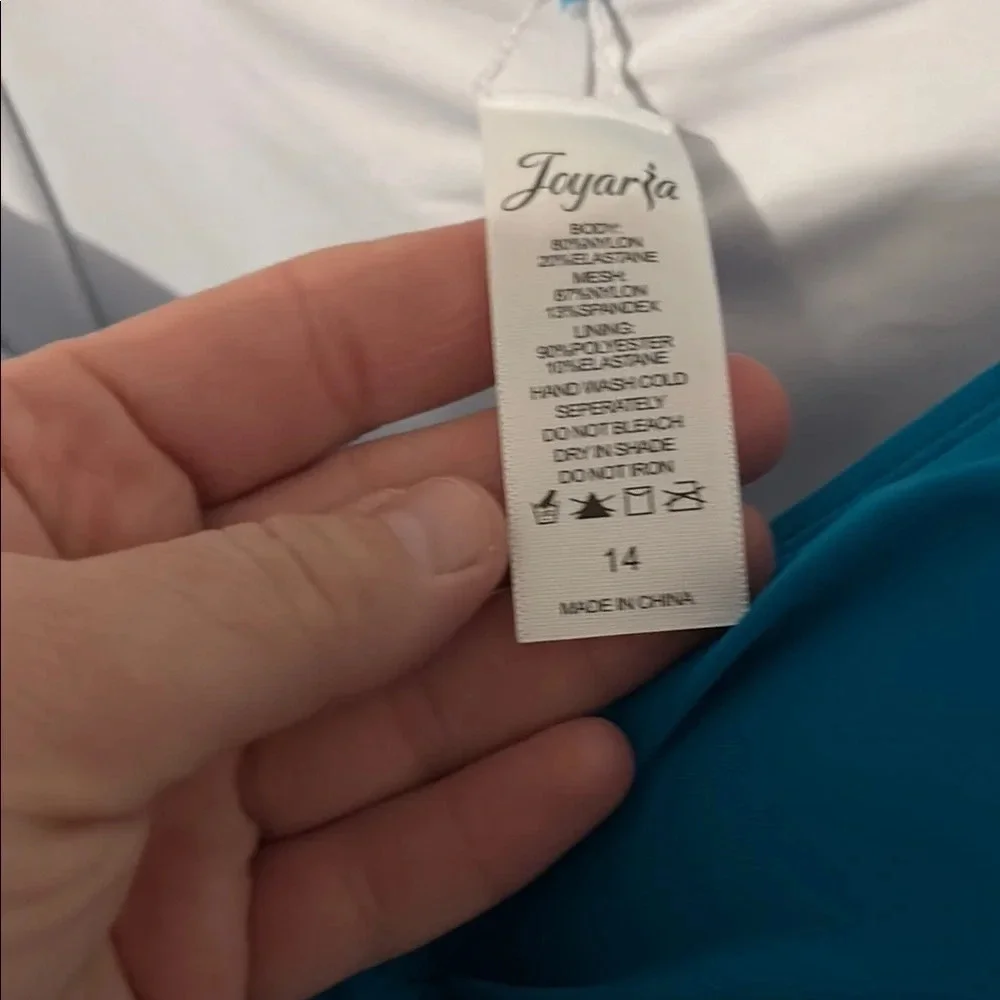 Joyaria
BODY:
80%NYLON
20%ELASTANE
MESH:
87%NYLON
13%SPANDEX
LINING:
90%POLYESTER
10%ELASTANE
HAND WASH COLD
SEPERATELY
DO NOT BLEACH
DRY IN SHADE
DO NOT IRON
14
MADE IN CHINA